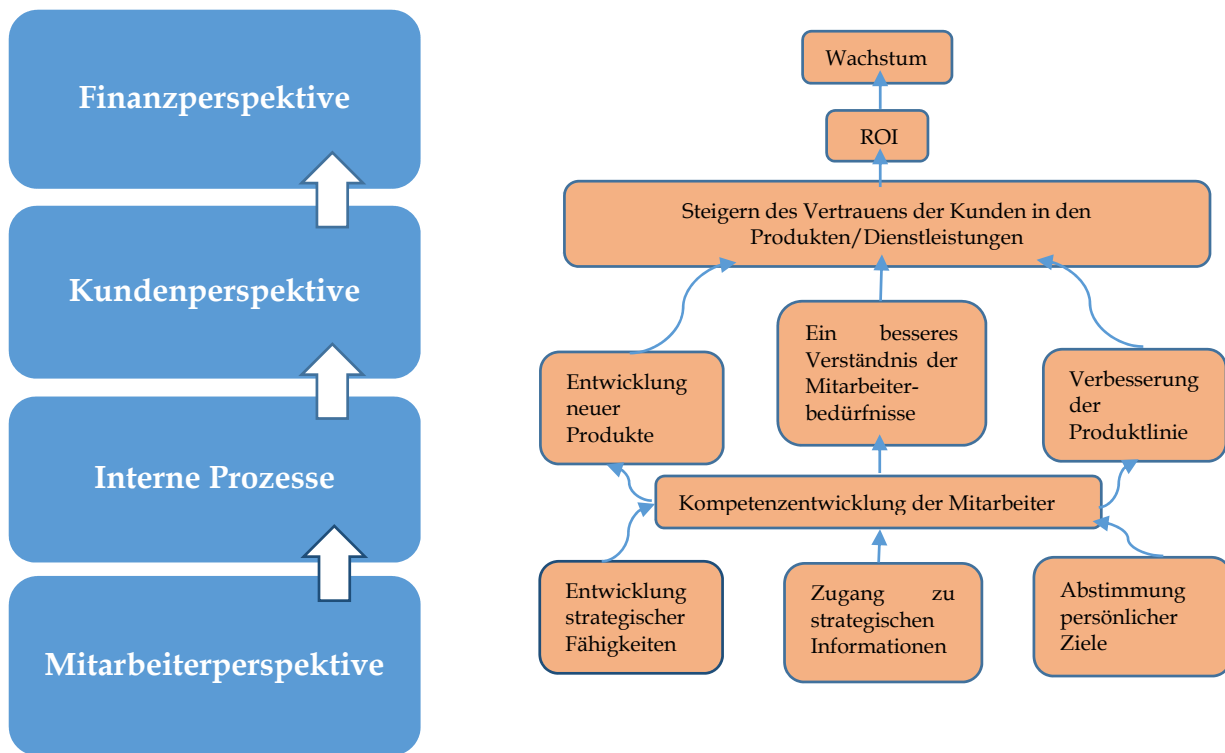 Finanzperspektive
Kundenperspektive
Interne Prozesse
Mitarbeiterperspektive
Wachstum
ROI
Steigern des Vertrauens der Kunden in den
Produkten/Dienstleistungen
Entwicklung
neuer
Produkte
Ein besseres
Verständnis der
Mitarbeiter-
bedürfnisse
Verbesserung
der
Produktlinie
Kompetenzentwicklung der Mitarbeiter
Entwicklung
strategischer
Fähigkeiten
Zugang zu
strategischen
Informationen
Abstimmung
persönlicher
Ziele